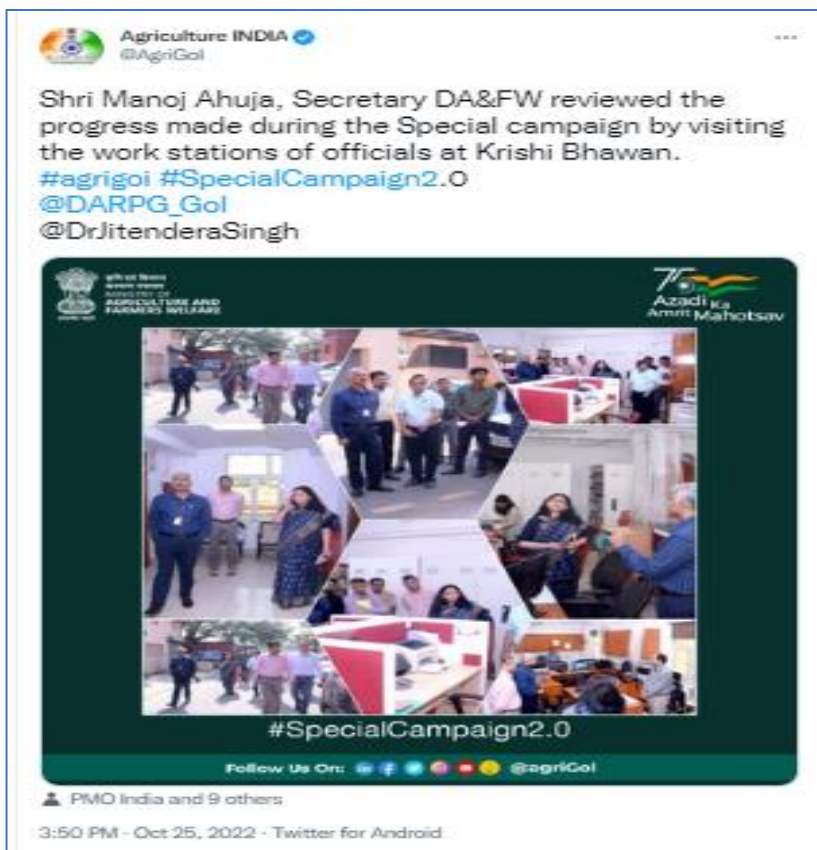 Agriculture INDIA
@AgriGoI
Shri Manoj Ahuja, Secretary DA&FW reviewed the
progress made during the Special campaign by visiting
the work stations of officials at Krishi Bhawan.
#agrigoi #SpecialCampaign2.0
@DARPG_GoI
@DrJitenderaSingh
MINISTRY OF
AGRICULTURE AND
FARMERS WELFARE
75
Azadi Ka
Amrit Mahotsav
#SpecialCampaign2.0
Follow Us On: @agriGoI
PMO India and 9 others
3:50 PM - Oct 25, 2022 · Twitter for Android